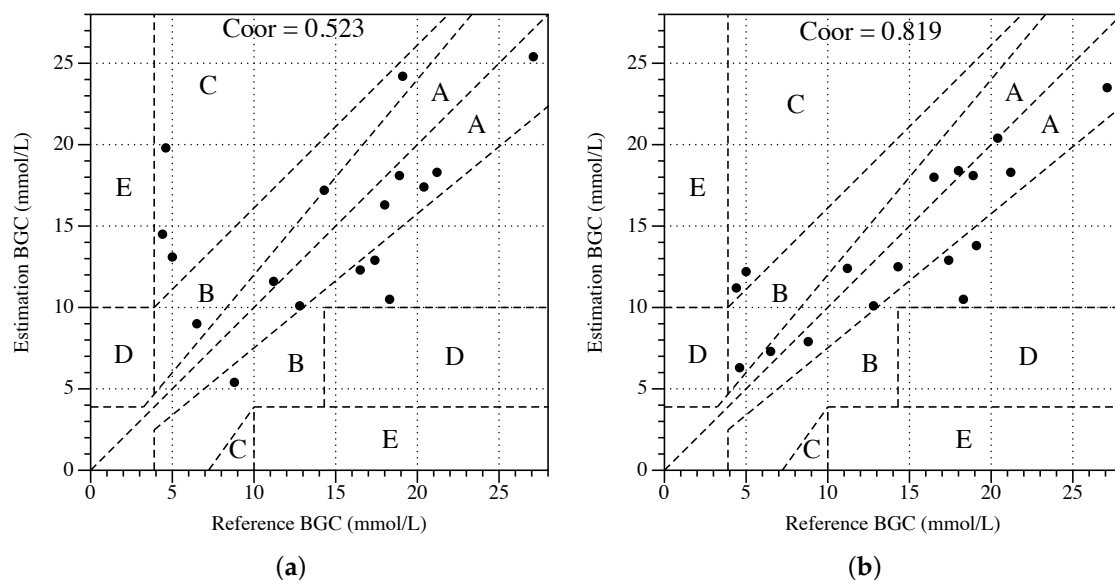 Coor = 0.523
25
C
A
A
20
E
15
B
10
D
B
D
5
C
E
0
0 5 10 15 20 25
Estimation BGC (mmol/L)
Reference BGC (mmol/L)
(a)
Coor = 0.819
25
C
A
A
20
E
15
B
10
D
B
D
5
C
E
0
0 5 10 15 20 25
Estimation BGC (mmol/L)
Reference BGC (mmol/L)
(b)